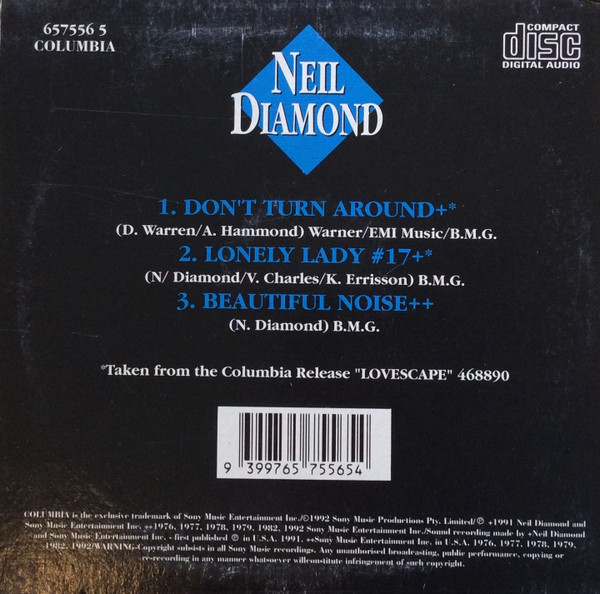 657556 5
COLUMBIA
COMPACT
disc
DIGITAL AUDIO
NEIL
DIAMOND
1. DON'T TURN AROUND+*
(D. Warren/A. Hammond) Warner/EMI Music/B.M.G.
2. LONELY LADY #17+*
(N/ Diamond/V. Charles/K. Errisson) B.M.G.
3. BEAUTIFUL NOISE++
(N. Diamond) B.M.G.
*Taken from the Columbia Release "LOVESCAPE" 468890
9 399765 755654
COLUMBIA is the exclusive trademark of Sony Music Entertainment Inc./©1992 Sony Music Productions Pty. Limited/℗ +1991 Neil Diamond and
Sony Music Entertainment Inc. ++1976, 1977, 1978, 1979, 1982, 1992 Sony Music Entertainment Inc./Sound recording made by +Neil Diamond
and Sony Music Entertainment Inc. - first published ℗ in U.S.A. 1991. ++Sony Music Entertainment Inc. in U.S.A. 1976, 1977, 1978, 1979,
1982, 1992/WARNING-Copyright subsists in all Sony Music recordings. Any unauthorised broadcasting, public performance, copying or
re-recording in any manner whatsoever willconstitute infringement of such copyright.